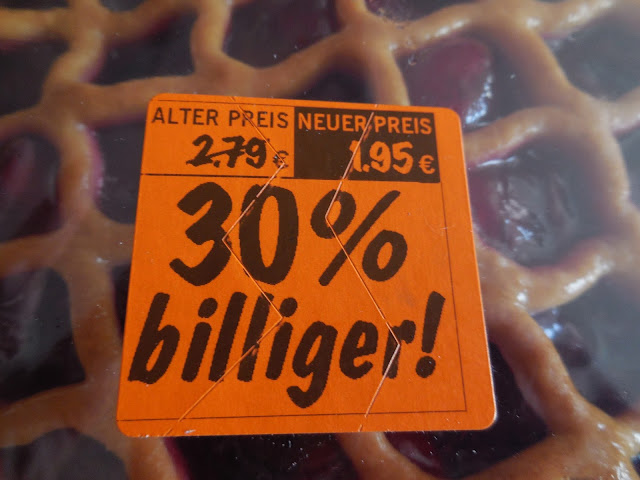 ALTER PREIS NEUER PREIS
2,79 € 1.95 €
30%
billiger!